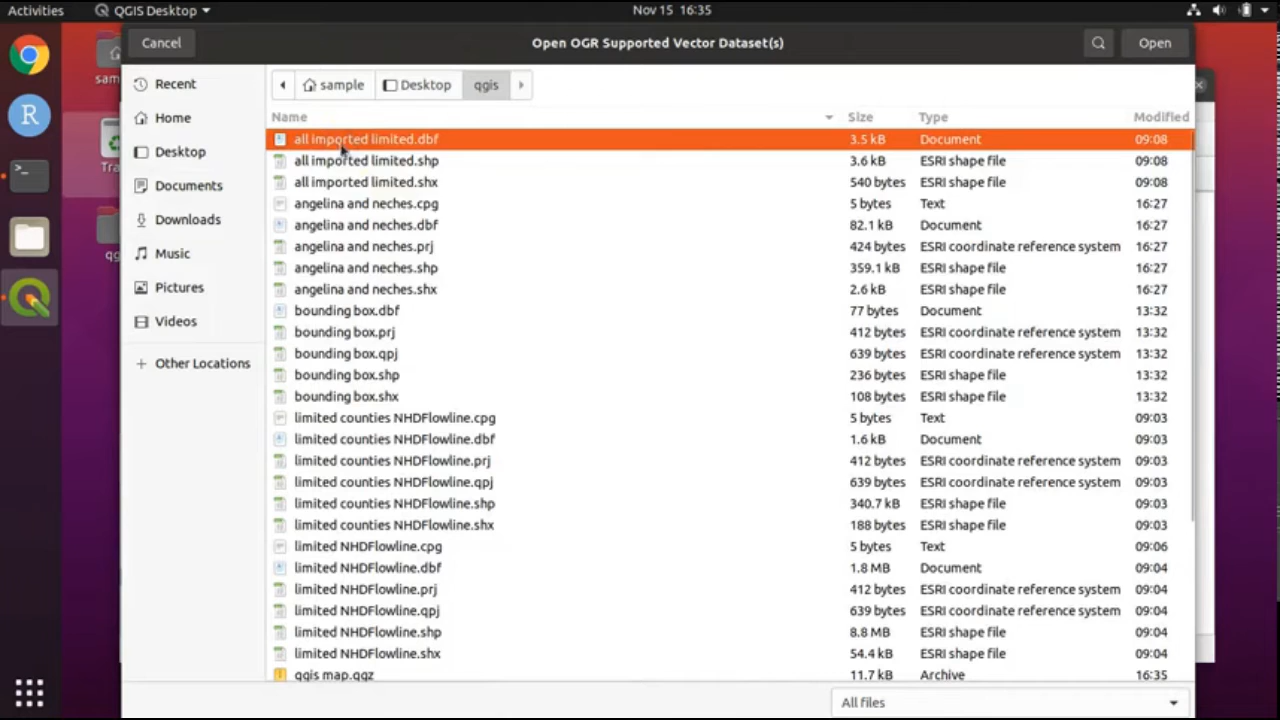 Activities QGIS Desktop Nov 15 16:35
Cancel Open OGR Supported Vector Dataset(s) Open
Recent
Home
Desktop
Documents
Downloads
Music
Pictures
Videos
Other Locations
sample Desktop qgis
Name Size Type Modified
all imported limited.dbf 3.5 kB Document 09:08
all imported limited.shp 3.6 kB ESRI shape file 09:08
all imported limited.shx 540 bytes ESRI shape file 09:08
angelina and neches.cpg 5 bytes Text 16:27
angelina and neches.dbf 82.1 kB Document 16:27
angelina and neches.prj 424 bytes ESRI coordinate reference system 16:27
angelina and neches.shp 359.1 kB ESRI shape file 16:27
angelina and neches.shx 2.6 kB ESRI shape file 16:27
bounding box.dbf 77 bytes Document 13:32
bounding box.prj 412 bytes ESRI coordinate reference system 13:32
bounding box.qpj 639 bytes ESRI coordinate reference system 13:32
bounding box.shp 236 bytes ESRI shape file 13:32
bounding box.shx 108 bytes ESRI shape file 13:32
limited counties NHDFlowline.cpg 5 bytes Text 09:03
limited counties NHDFlowline.dbf 1.6 kB Document 09:03
limited counties NHDFlowline.prj 412 bytes ESRI coordinate reference system 09:03
limited counties NHDFlowline.qpj 639 bytes ESRI coordinate reference system 09:03
limited counties NHDFlowline.shp 340.7 kB ESRI shape file 09:03
limited counties NHDFlowline.shx 188 bytes ESRI shape file 09:03
limited NHDFlowline.cpg 5 bytes Text 09:06
limited NHDFlowline.dbf 1.8 MB Document 09:04
limited NHDFlowline.prj 412 bytes ESRI coordinate reference system 09:04
limited NHDFlowline.qpj 639 bytes ESRI coordinate reference system 09:04
limited NHDFlowline.shp 8.8 MB ESRI shape file 09:04
limited NHDFlowline.shx 54.4 kB ESRI shape file 09:04
qgis map.qgz 11.7 kB Archive 16:35
All files
sam
Tra
qg
R